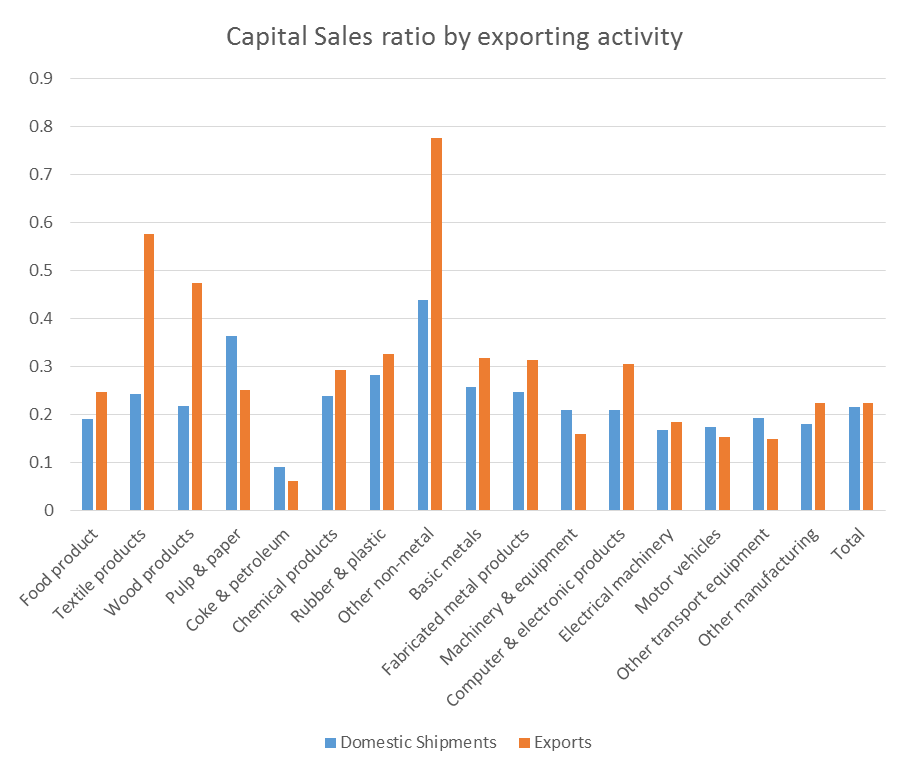 Capital Sales ratio by exporting activity
0.9
0.8
0.7
0.6
0.5
0.4
0.3
0.2
0.1
0
Food product
Textile products
Wood products
Pulp & paper
Coke & petroleum
Chemical products
Rubber & plastic
Other non-metal
Basic metals
Fabricated metal products
Machinery & equipment
Computer & electronic products
Electrical machinery
Motor vehicles
Other transport equipment
Other manufacturing
Total
Domestic Shipments
Exports